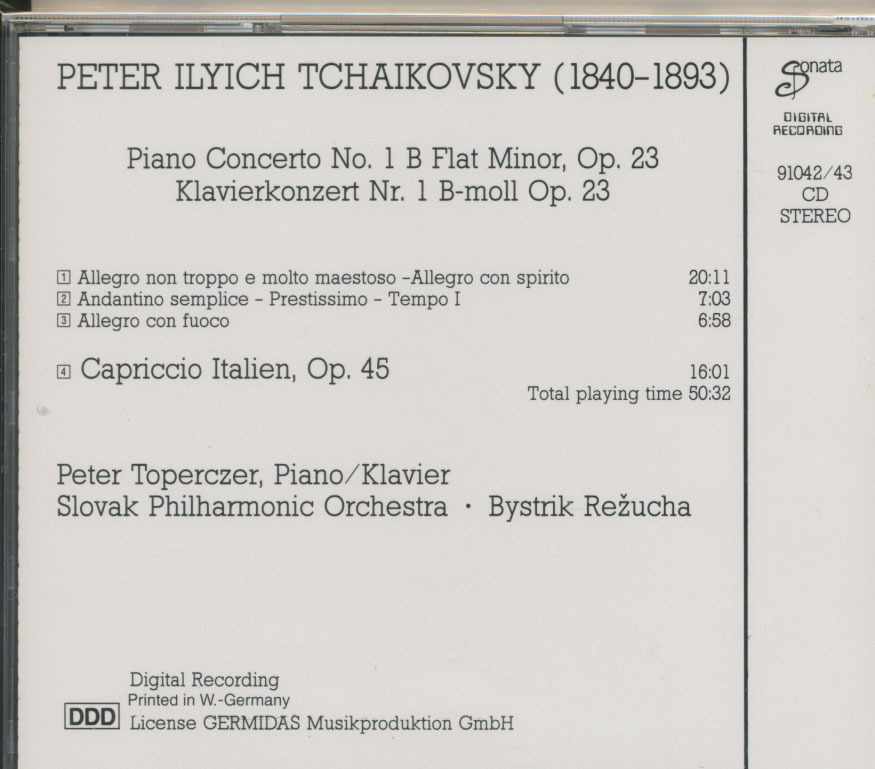 PETER ILYICH TCHAIKOVSKY (1840-1893)
Piano Concerto No. 1 B Flat Minor, Op. 23
Klavierkonzert Nr. 1 B-moll Op. 23
1 Allegro non troppo e molto maestoso -Allegro con spirito 20:11
2 Andantino semplice - Prestissimo - Tempo I 7:03
3 Allegro con fuoco 6:58
4 Capriccio Italien, Op. 45 16:01
Total playing time 50:32
Peter Toperczer, Piano/Klavier
Slovak Philharmonic Orchestra · Bystrik Režucha
Digital Recording
Printed in W.-Germany
DDD License GERMIDAS Musikproduktion GmbH
Sonata
DIGITAL
RECORDING
91042/43
CD
STEREO